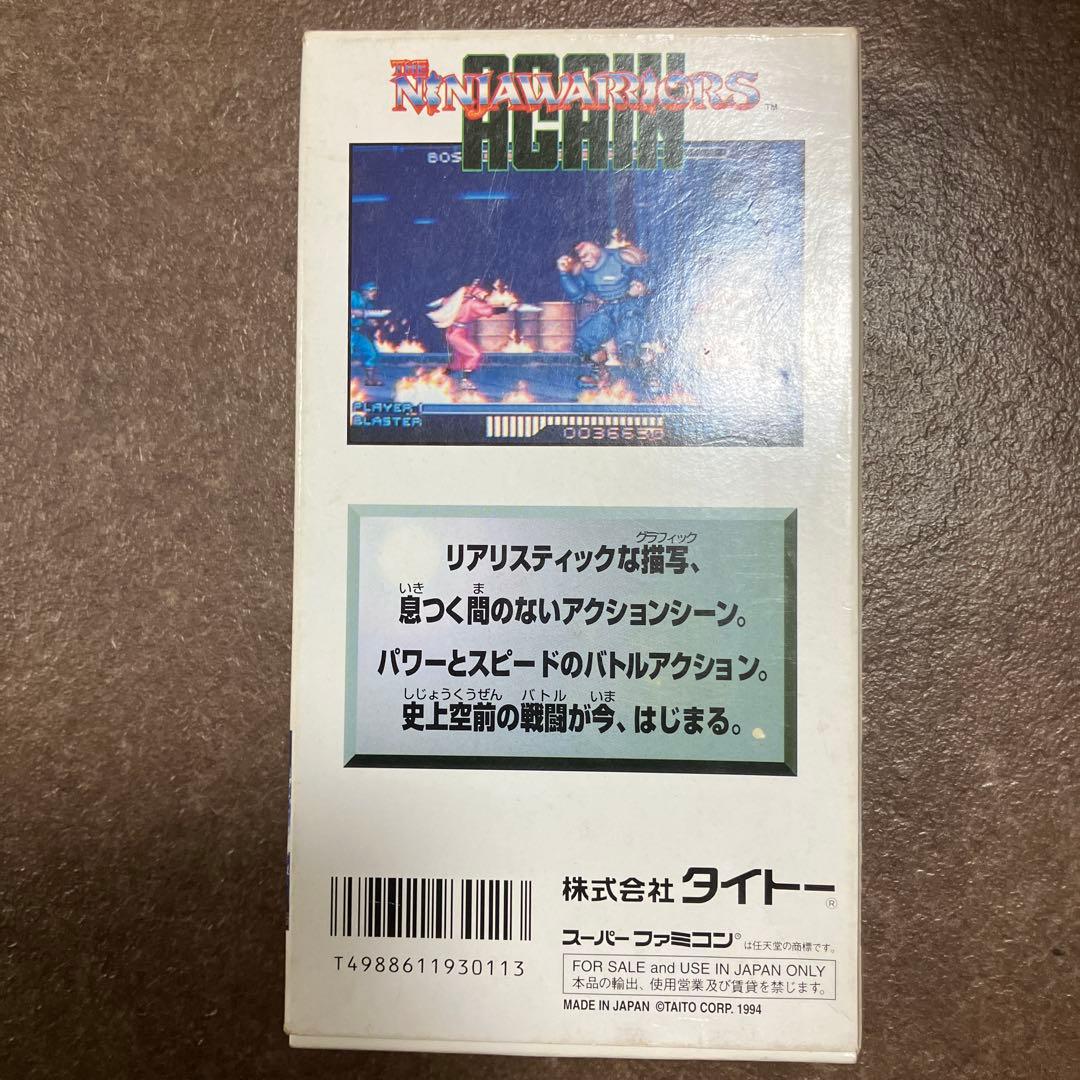 THE
NINJAWARRIORS
AGAIN
TM
BOS
PLAYER 1
BLASTER
グラフィック
リアリスティックな描写、
いき ま
息つく間のないアクションシーン。
パワーとスピードのバトルアクション。
しじょうくうぜん バトル いま
史上空前の戦闘が今、はじまる。
株式会社 タイトー®
スーパーファミコン®は任天堂の商標です。
T4988611930113
FOR SALE and USE IN JAPAN ONLY
本品の輸出、使用営業及び賃貸を禁じます。
MADE IN JAPAN ©TAITO CORP. 1994